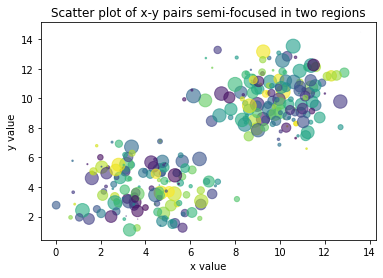 Scatter plot of x-y pairs semi-focused in two regions
14
12
10
8
6
4
2
y value
0 2 4 6 8 10 12 14
x value